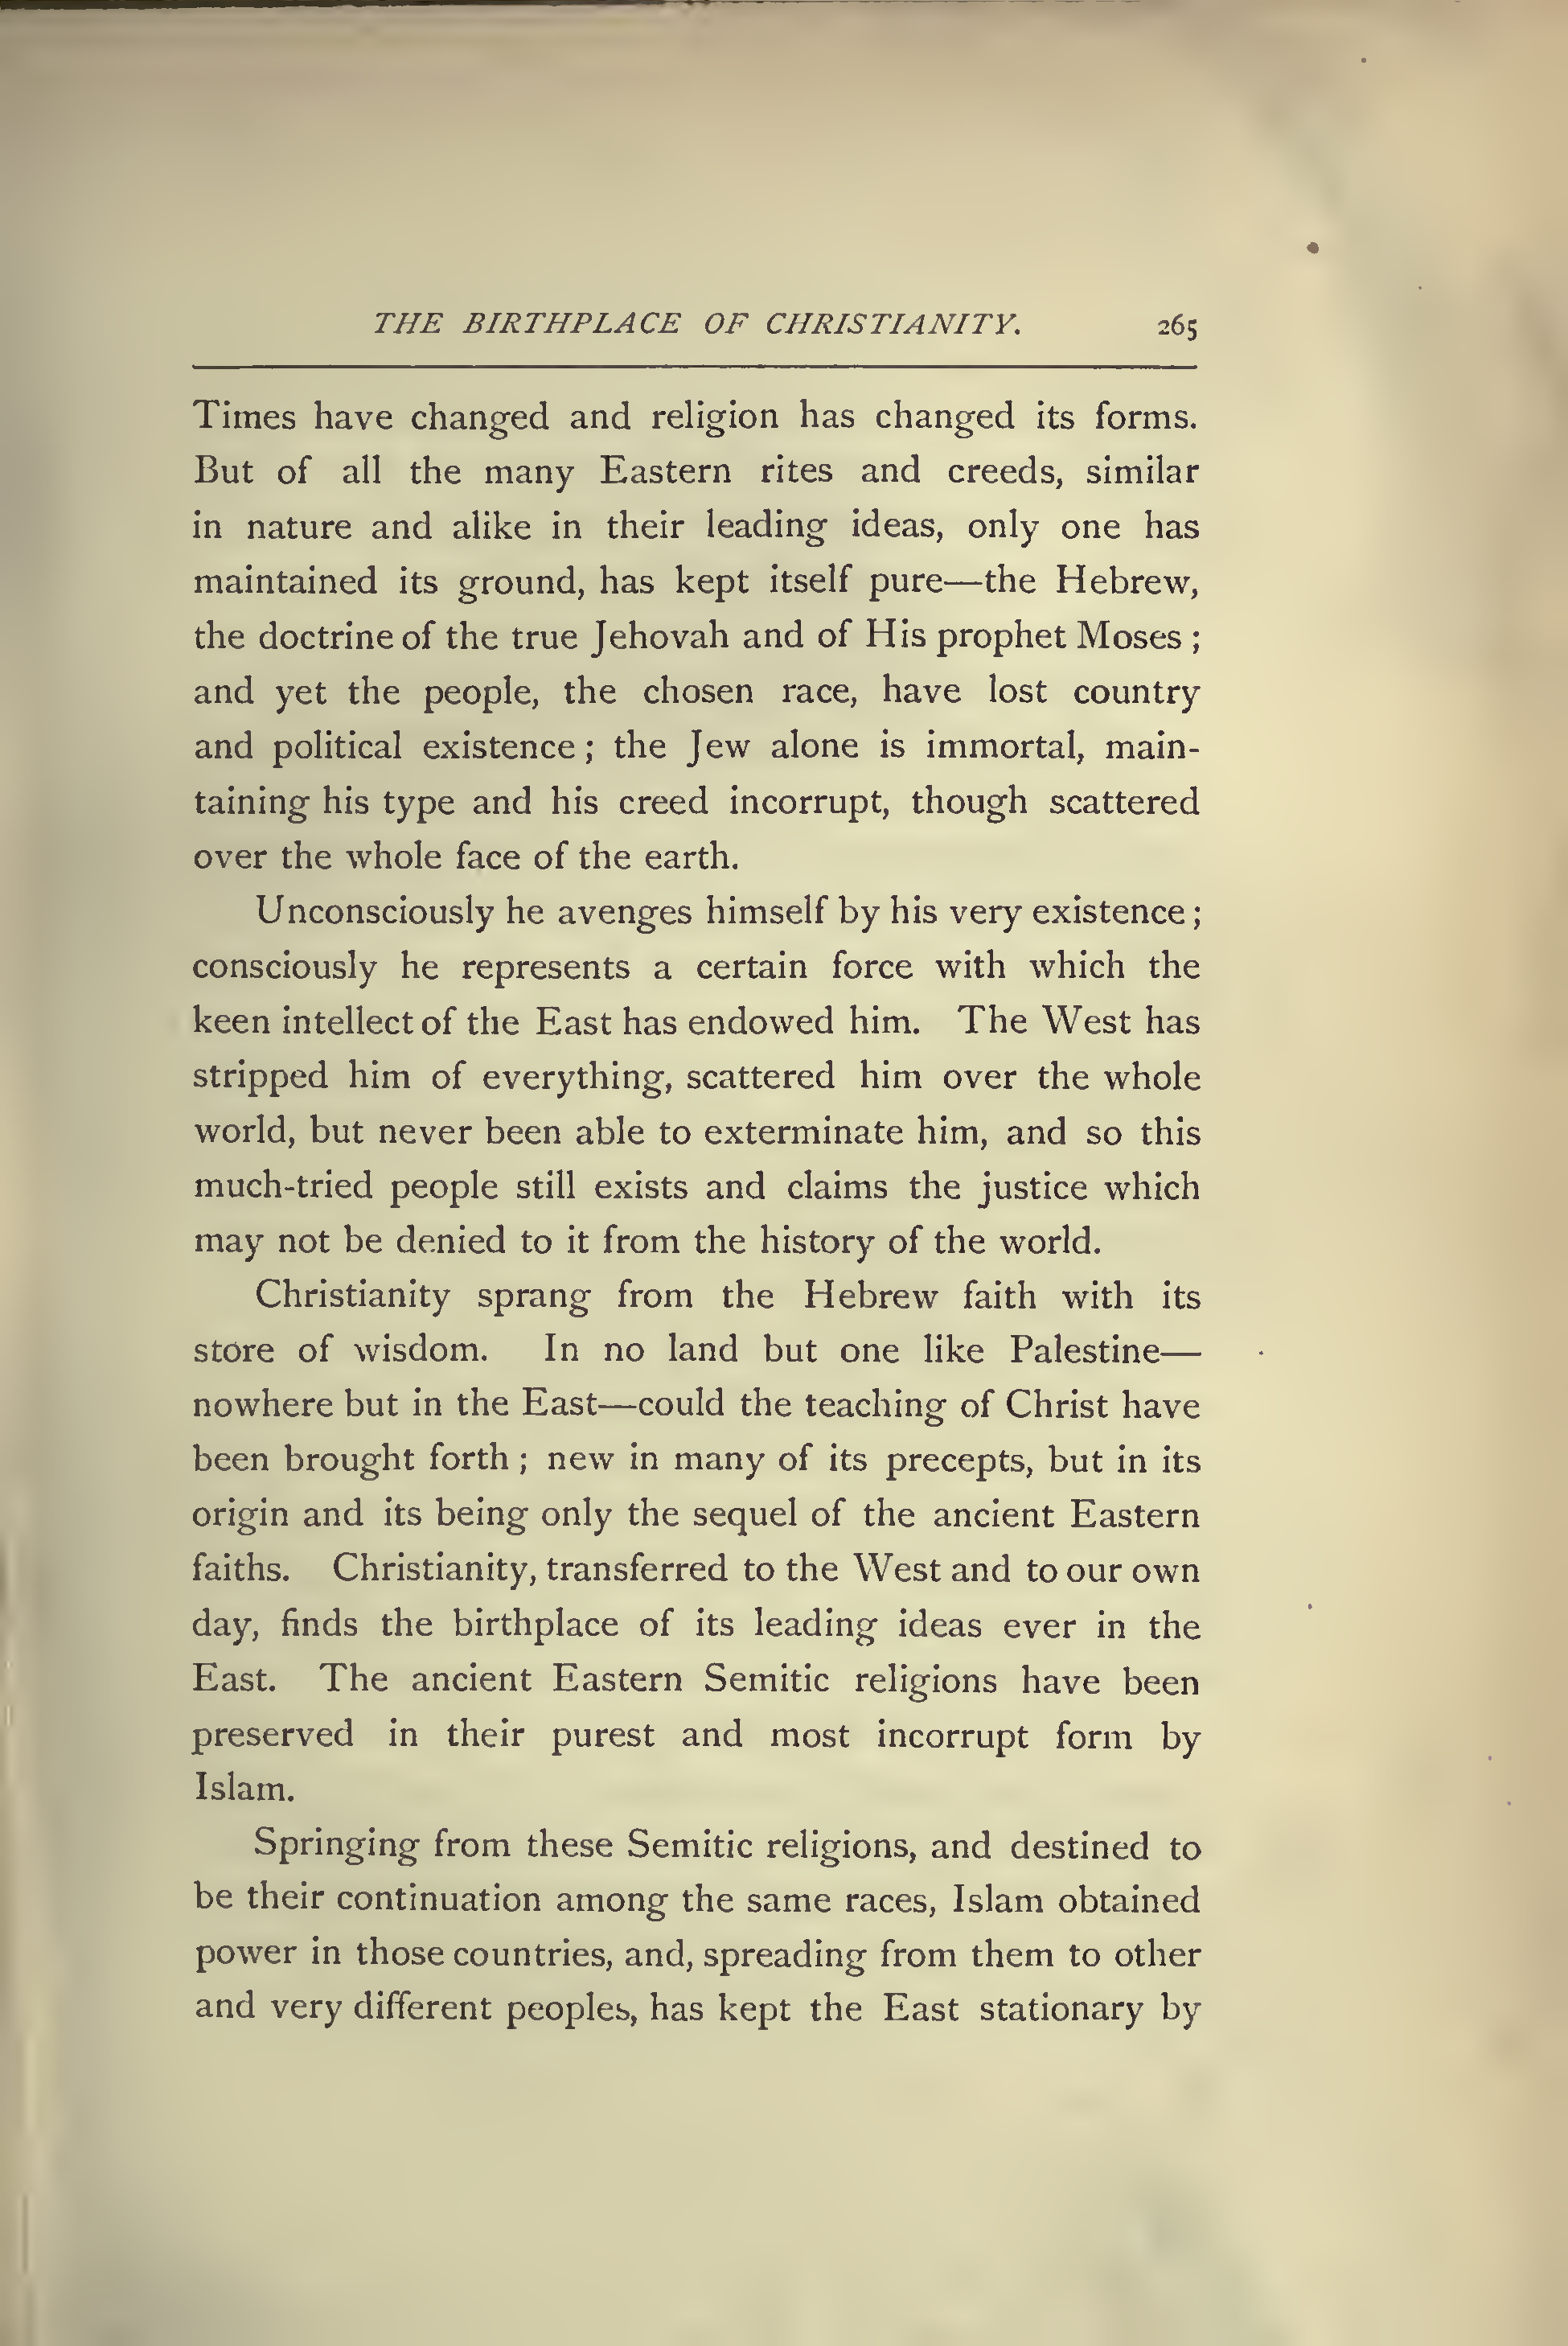 THE BIRTHPLACE OF CHRISTIANITY. 265
Times have changed and religion has changed its forms.
But of all the many Eastern rites and creeds, similar
in nature and alike in their leading ideas, only one has
maintained its ground, has kept itself pure—the Hebrew,
the doctrine of the true Jehovah and of His prophet Moses ;
and yet the people, the chosen race, have lost country
and political existence ; the Jew alone is immortal, main-
taining his type and his creed incorrupt, though scattered
over the whole face of the earth.
Unconsciously he avenges himself by his very existence ;
consciously he represents a certain force with which the
keen intellect of the East has endowed him. The West has
stripped him of everything, scattered him over the whole
world, but never been able to exterminate him, and so this
much-tried people still exists and claims the justice which
may not be denied to it from the history of the world.
Christianity sprang from the Hebrew faith with its
store of wisdom. In no land but one like Palestine—
nowhere but in the East—could the teaching of Christ have
been brought forth ; new in many of its precepts, but in its
origin and its being only the sequel of the ancient Eastern
faiths. Christianity, transferred to the West and to our own
day, finds the birthplace of its leading ideas ever in the
East. The ancient Eastern Semitic religions have been
preserved in their purest and most incorrupt form by
Islam.
Springing from these Semitic religions, and destined to
be their continuation among the same races, Islam obtained
power in those countries, and, spreading from them to other
and very different peoples, has kept the East stationary by